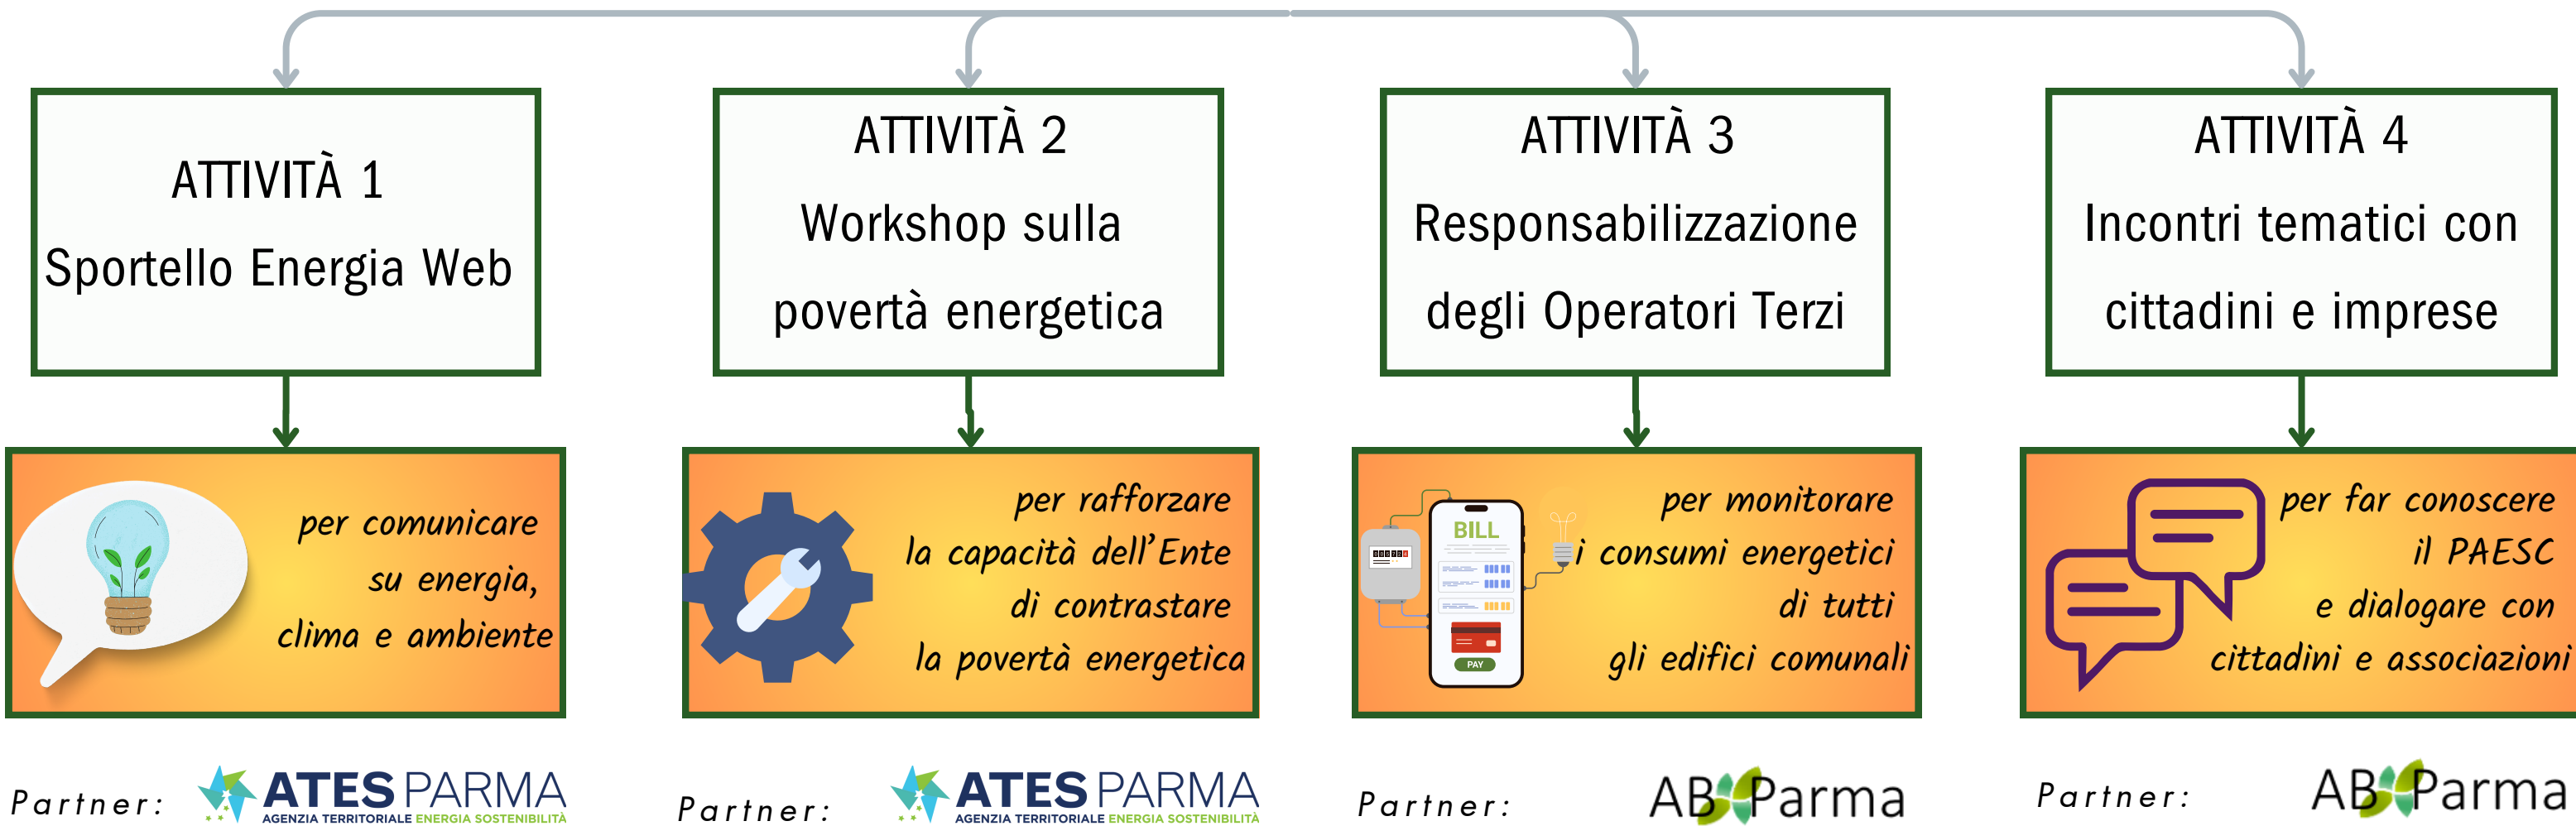 ATTIVITÀ 1
Sportello Energia Web
ATTIVITÀ 2
Workshop sulla
povertà energetica
ATTIVITÀ 3
Responsabilizzazione
degli Operatori Terzi
ATTIVITÀ 4
Incontri tematici con
cittadini e imprese
per comunicare
su energia,
clima e ambiente
per rafforzare
la capacità dell'Ente
di contrastare
la povertà energetica
BILL
PAY
per monitorare
i consumi energetici
di tutti
gli edifici comunali
per far conoscere
il PAESC
e dialogare con
cittadini e associazioni
Partner:
ATES PARMA
AGENZIA TERRITORIALE ENERGIA SOSTENIBILITÀ
Partner:
ATES PARMA
AGENZIA TERRITORIALE ENERGIA SOSTENIBILITÀ
Partner:
AB Parma
Partner:
AB Parma